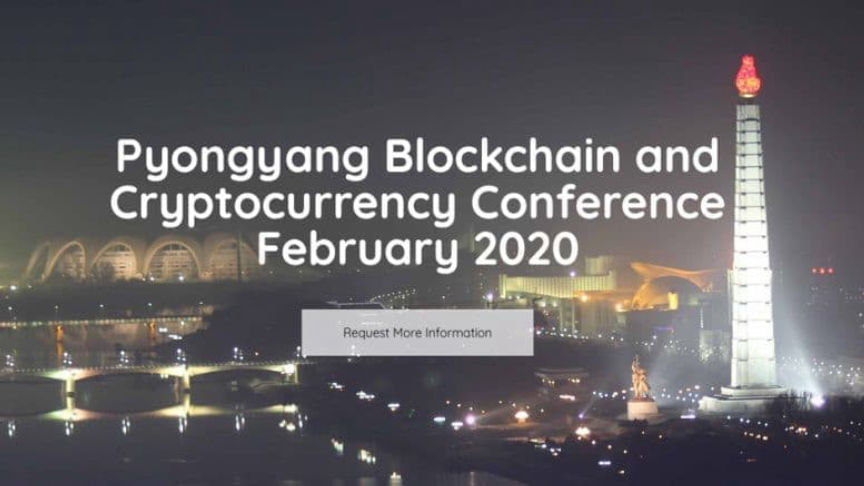 Pyongyang Blockchain and
Cryptocurrency Conference
February 2020
Request More Information